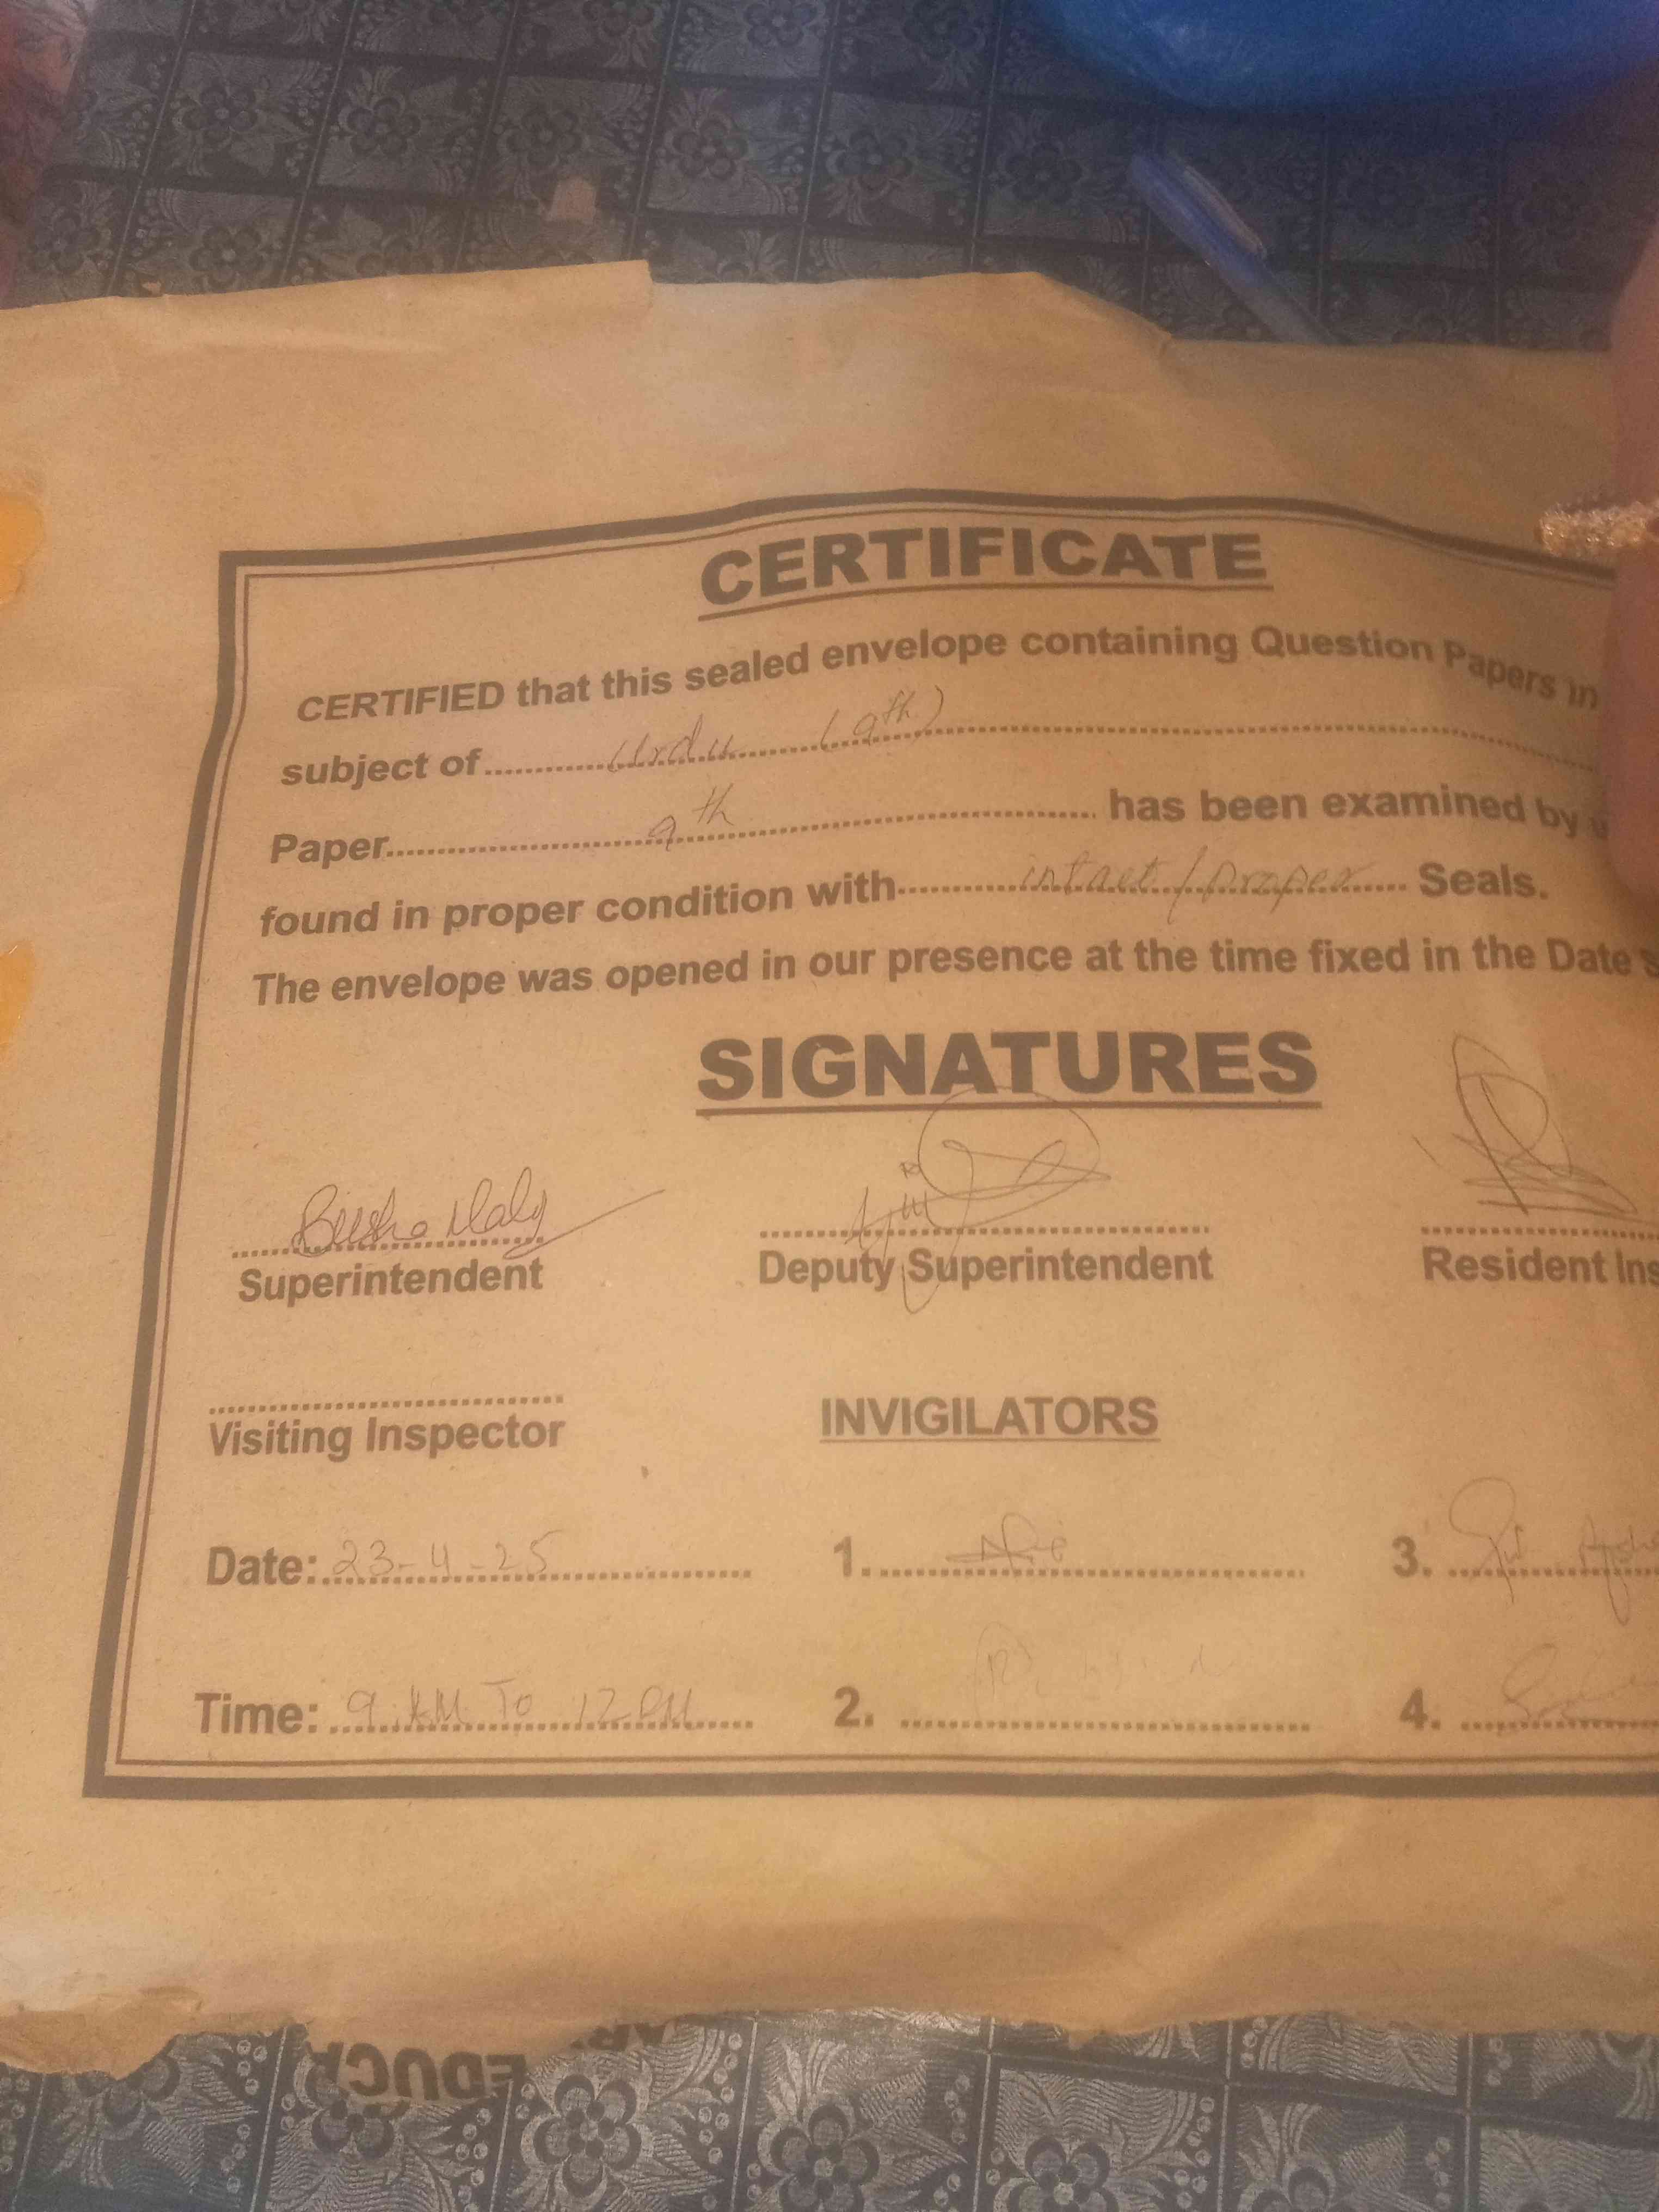 CERTIFICATE
CERTIFIED that this sealed envelope containing Question Papers in
subject of Urdu (9th)
Paper 9th has been examined by
found in proper condition with intact / proper Seals.
The envelope was opened in our presence at the time fixed in the Date
SIGNATURES
Superintendent Deputy Superintendent Resident Ins
Visiting Inspector INVIGILATORS
Date: 23-4-25 1. 3.
Time: 9 AM To 12 PM 2. 4.
EDUCA